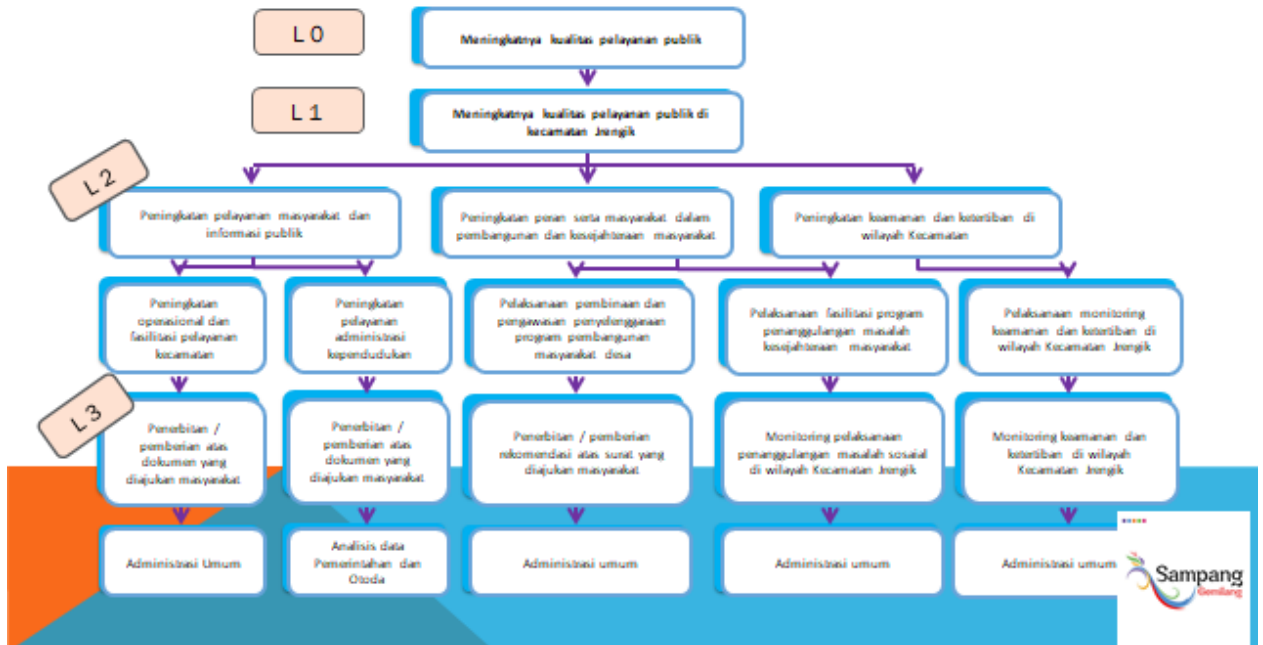 L 0
Meningkatnya kualitas pelayanan publik
L 1
Meningkatnya kualitas pelayanan publik di
kecamatan Jrengik
L 2
Peningkatan pelayanan masyarakat dan
informasi publik
Peningkatan peran serta masyarakat dalam
pembangunan dan kesejahteraan masyarakat
Peningkatan keamanan dan ketertiban di
wilayah Kecamatan
Peningkatan
operasional dan
fasilitasi pelayanan
kecamatan
Peningkatan
pelayanan
administrasi
kependudukan
Pelaksanaan pembinaan dan
pengawasan penyelenggaraan
program pembangunan
masyarakat desa
Pelaksanaan fasilitasi program
penanggulangan masalah
kesejahteraan masyarakat
Pelaksanaan monitoring
keamanan dan ketertiban di
wilayah Kecamatan Jrengik
L 3
Penerbitan /
pemberian atas
dokumen yang
diajukan masyarakat
Penerbitan /
pemberian atas
dokumen yang
diajukan masyarakat
Penerbitan / pemberian
rekomendasi atas surat yang
diajukan masyarakat
Monitoring pelaksanaan
penanggulangan masalah sosaial
di wilayah Kecamatan Jrengik
Monitoring keamanan dan
ketertiban di wilayah
Kecamatan Jrengik
Administrasi Umum
Analisis data
Pemerintahan dan
Otoda
Administrasi umum
Administrasi umum
Administrasi umum
Sampang
Gemilang